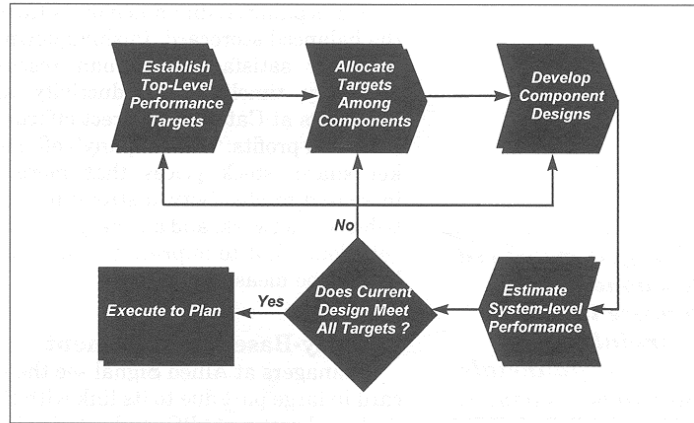 Establish
Top-Level
Performance
Targets
Allocate
Targets
Among
Components
Develop
Component
Designs
No
Execute to Plan
Yes
Does Current
Design Meet
All Targets ?
Estimate
System-level
Performance